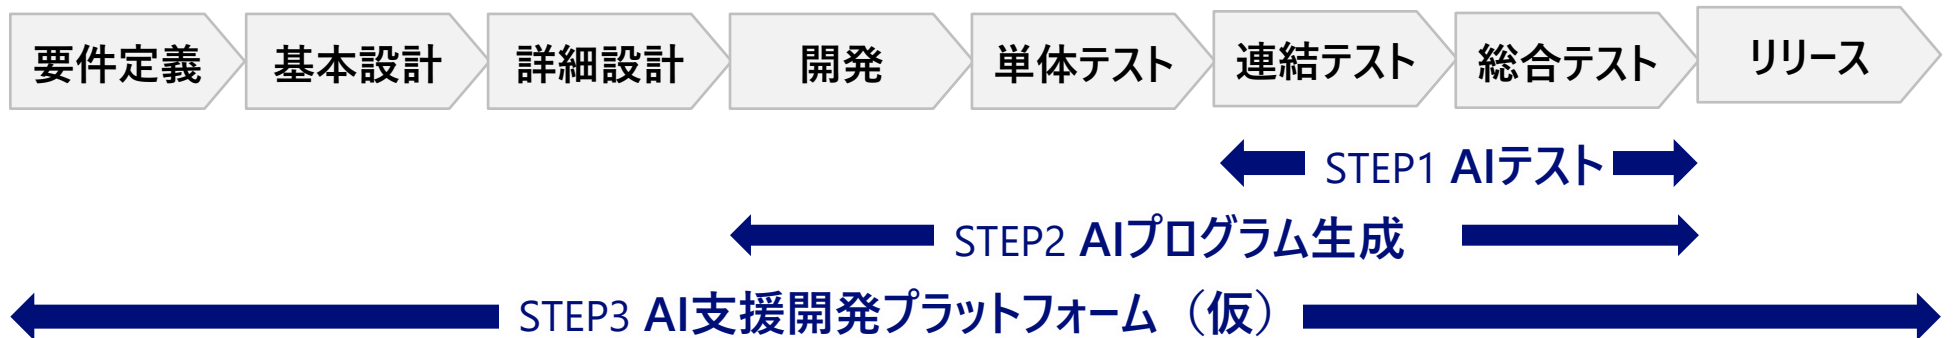 要件定義
基本設計
詳細設計
開発
単体テスト
連結テスト
総合テスト
リリース
STEP1 AIテスト
STEP2 AIプログラム生成
STEP3 AI支援開発プラットフォーム（仮）